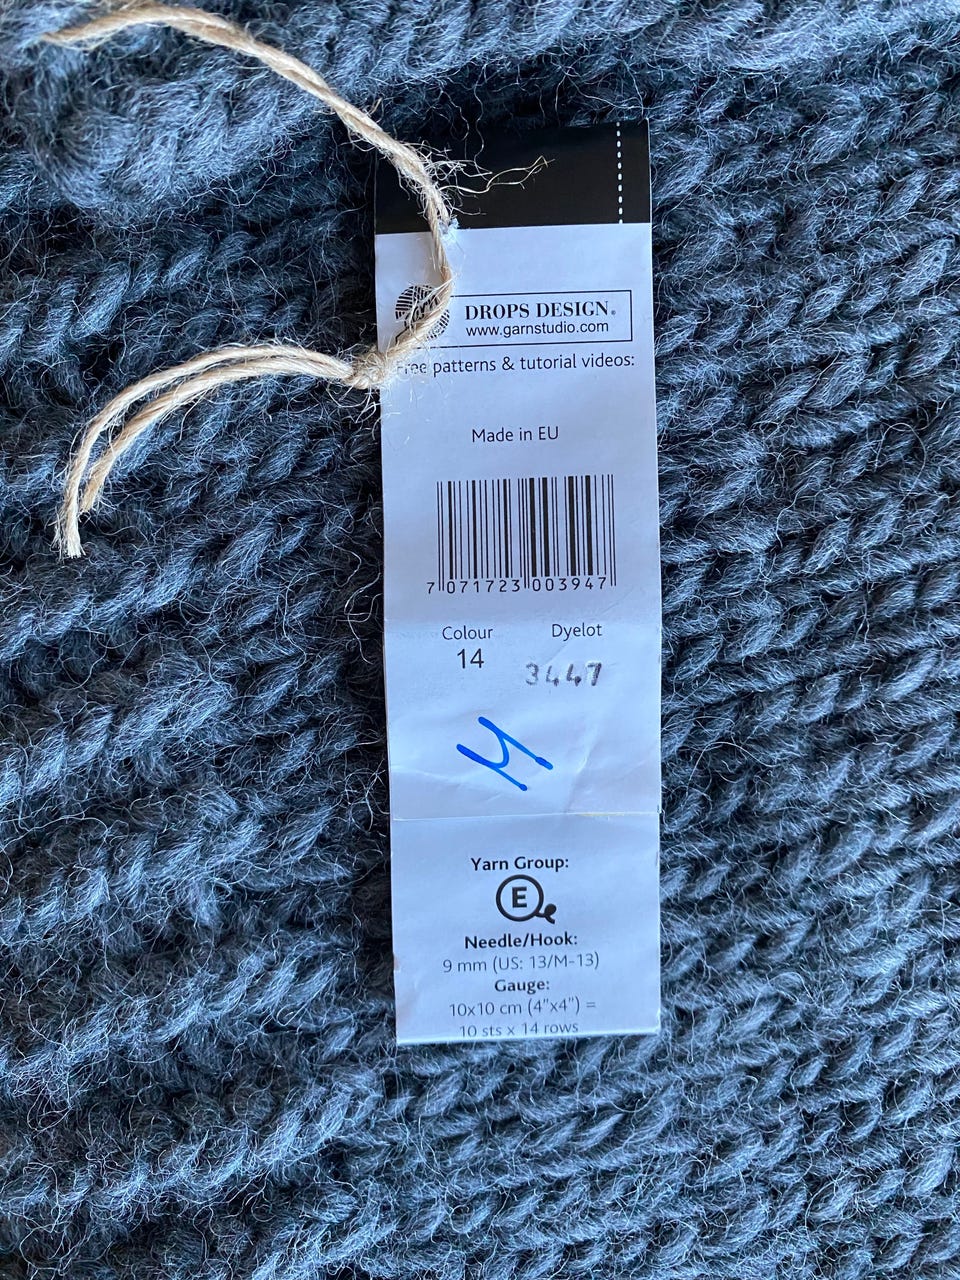 DROPS DESIGN®
www.garnstudio.com
Free patterns & tutorial videos:
Made in EU
7 071723 003947
Colour Dyelot
14 3447
Yarn Group:
E
Needle/Hook:
9 mm (US: 13/M-13)
Gauge:
10x10 cm (4"x4") =
10 sts x 14 rows